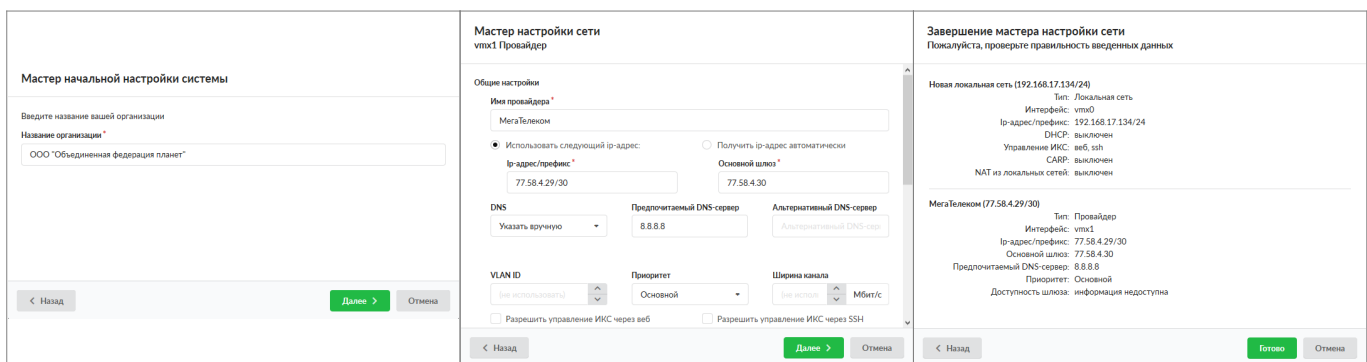 Мастер начальной настройки системы
Введите название вашей организации
Название организации *
ООО "Объединенная федерация планет"
Назад
Далее
Отмена
Мастер настройки сети
vmx1 Провайдер
Общие настройки
Имя провайдера *
МегаТелеком
Использовать следующий ip-адрес:
Получить ip-адрес автоматически
Ip-адрес/префикс *
Основной шлюз *
77.58.4.29/30
77.58.4.30
DNS
Предпочитаемый DNS-сервер
Альтернативный DNS-сервер
Указать вручную
8.8.8.8
Альтернативный DNS-сер
VLAN ID
Приоритет
Ширина канала
(не использовать)
Основной
(не исполь
Мбит/с
Разрешить управление ИКС через веб
Разрешить управление ИКС через SSH
Назад
Далее
Отмена
Завершение мастера настройки сети
Пожалуйста, проверьте правильность введенных данных
Новая локальная сеть (192.168.17.134/24)
Тип: Локальная сеть
Интерфейс: vmx0
Ip-адрес/префикс: 192.168.17.134/24
DHCP: выключен
Управление ИКС: веб, ssh
CARP: выключен
NAT из локальных сетей: выключен
МегаТелеком (77.58.4.29/30)
Тип: Провайдер
Интерфейс: vmx1
Ip-адрес/префикс: 77.58.4.29/30
Основной шлюз: 77.58.4.30
Предпочитаемый DNS-сервер: 8.8.8.8
Приоритет: Основной
Доступность шлюза: информация недоступна
Назад
Готово
Отмена